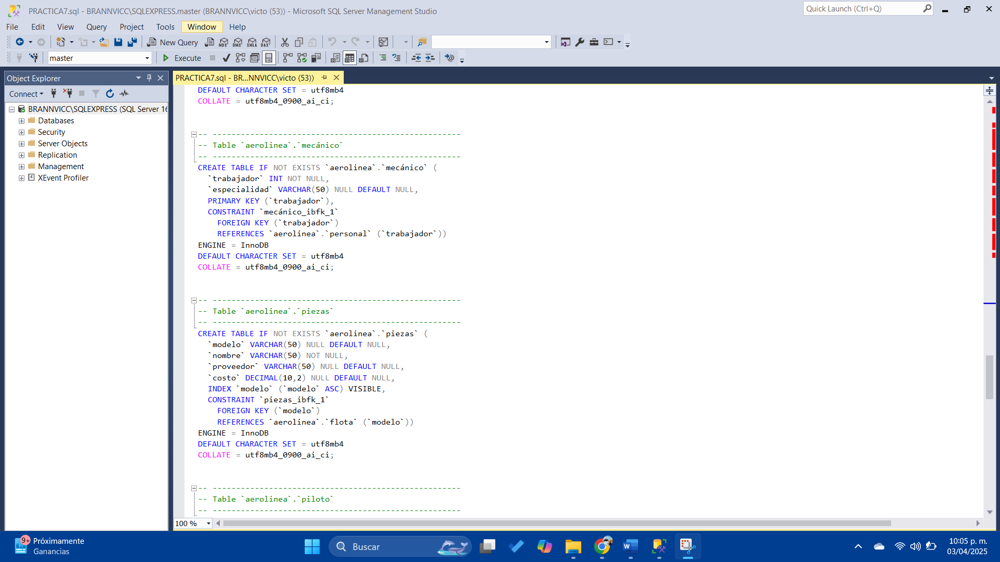 PRACTICA7.sql - BRANNVICC\SQLEXPRESS.master (BRANNVICC\victo (53)) - Microsoft SQL Server Management Studio
Quick Launch (Ctrl+Q)
File Edit View Query Project Tools Window Help
New Query MDX DMX XMLA DAX
master Execute
Object Explorer
PRACTICA7.sql - BR...NNVICC\victo (53))
Connect
BRANNVICC\SQLEXPRESS (SQL Server 16
Databases
Security
Server Objects
Replication
Management
XEvent Profiler
DEFAULT CHARACTER SET = utf8mb4
COLLATE = utf8mb4_0900_ai_ci;
-- -----------------------------------------------------
-- Table `aerolinea`.`mecánico`
-- -----------------------------------------------------
CREATE TABLE IF NOT EXISTS `aerolinea`.`mecánico` (
`trabajador` INT NOT NULL,
`especialidad` VARCHAR(50) NULL DEFAULT NULL,
PRIMARY KEY (`trabajador`),
CONSTRAINT `mecánico_ibfk_1`
FOREIGN KEY (`trabajador`)
REFERENCES `aerolinea`.`personal` (`trabajador`))
ENGINE = InnoDB
DEFAULT CHARACTER SET = utf8mb4
COLLATE = utf8mb4_0900_ai_ci;
-- -----------------------------------------------------
-- Table `aerolinea`.`piezas`
-- -----------------------------------------------------
CREATE TABLE IF NOT EXISTS `aerolinea`.`piezas` (
`modelo` VARCHAR(50) NULL DEFAULT NULL,
`nombre` VARCHAR(50) NOT NULL,
`proveedor` VARCHAR(50) NULL DEFAULT NULL,
`costo` DECIMAL(10,2) NULL DEFAULT NULL,
INDEX `modelo` (`modelo` ASC) VISIBLE,
CONSTRAINT `piezas_ibfk_1`
FOREIGN KEY (`modelo`)
REFERENCES `aerolinea`.`flota` (`modelo`))
ENGINE = InnoDB
DEFAULT CHARACTER SET = utf8mb4
COLLATE = utf8mb4_0900_ai_ci;
-- -----------------------------------------------------
-- Table `aerolinea`.`piloto`
-- -----------------------------------------------------
100 %
9+
Próximamente
Ganancias
Buscar
10:05 p. m.
03/04/2025